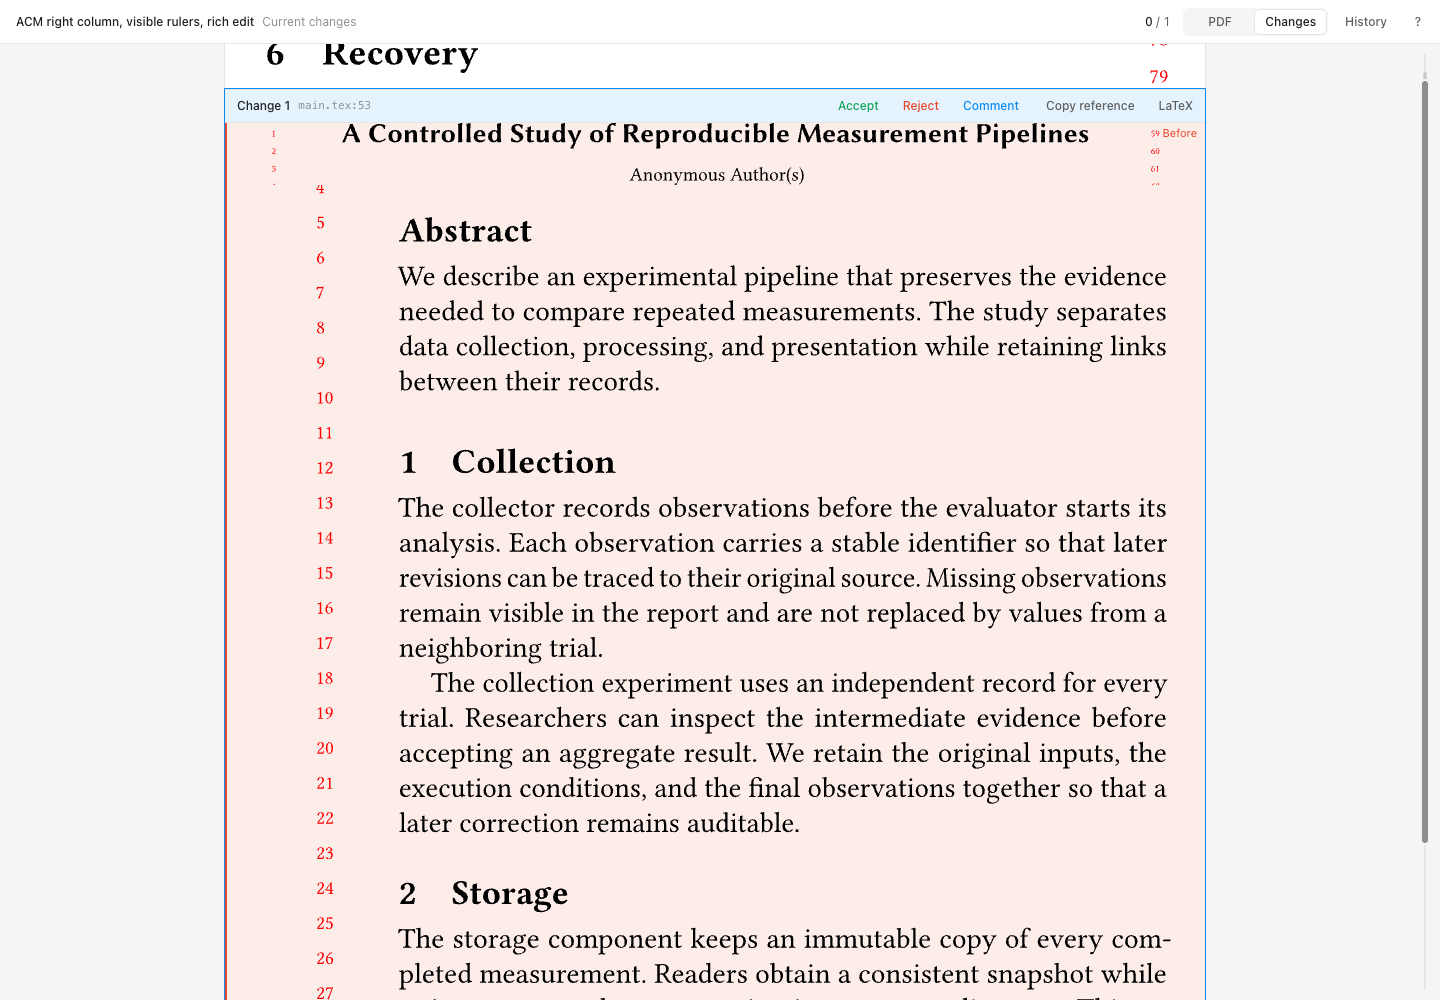 ACM right column, visible rulers, rich edit Current changes 0 / 1 PDF Changes History ?
6 Recovery
79
Change 1 main.tex:53 Accept Reject Comment Copy reference LaTeX
1 A Controlled Study of Reproducible Measurement Pipelines 59 Before
2 60
3 Anonymous Author(s) 61
4
5 Abstract
6
7 We describe an experimental pipeline that preserves the evidence
8 needed to compare repeated measurements. The study separates
9 data collection, processing, and presentation while retaining links
10 between their records.
11
12 1 Collection
13 The collector records observations before the evaluator starts its
14 analysis. Each observation carries a stable identifier so that later
15 revisions can be traced to their original source. Missing observations
16 remain visible in the report and are not replaced by values from a
17 neighboring trial.
18 The collection experiment uses an independent record for every
19 trial. Researchers can inspect the intermediate evidence before
20 accepting an aggregate result. We retain the original inputs, the
21 execution conditions, and the final observations together so that a
22 later correction remains auditable.
23
24 2 Storage
25 The storage component keeps an immutable copy of every com-
26 pleted measurement. Readers obtain a consistent snapshot while
27